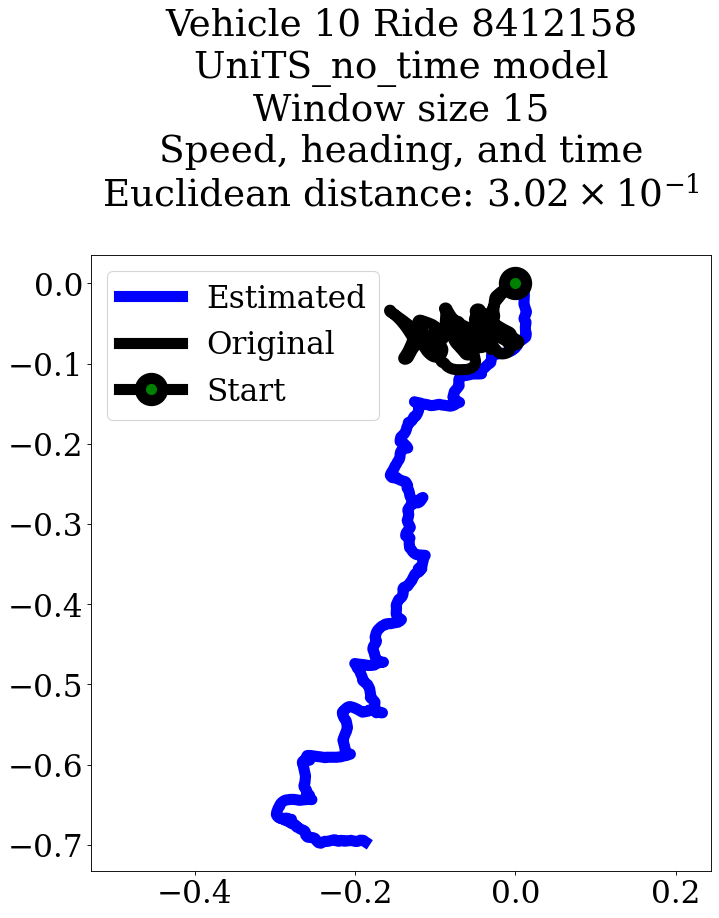 Vehicle 10 Ride 8412158
UniTS_no_time model
Window size 15
Speed, heading, and time
Euclidean distance: 3.02 × 10⁻¹
Estimated
Original
Start
0.0
−0.1
−0.2
−0.3
−0.4
−0.5
−0.6
−0.7
−0.4
−0.2
0.0
0.2